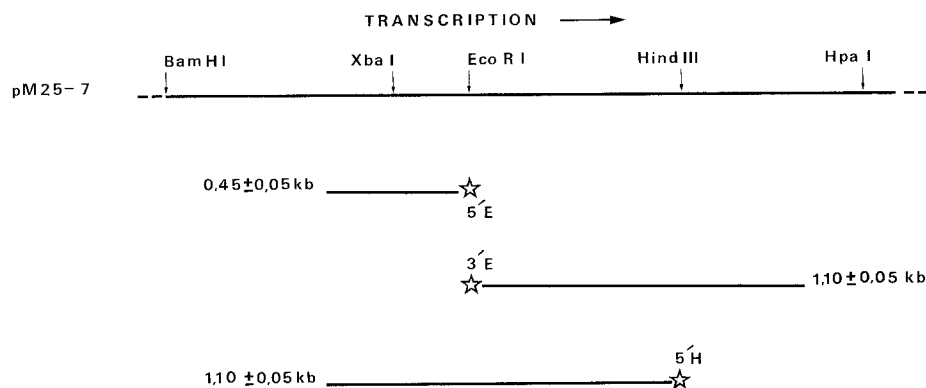 TRANSCRIPTION
Bam HI Xba I Eco R I Hind III Hpa I
pM25-7
0,45±0,05 kb
5´E
3´E
1,10±0,05 kb
5´H
1,10 ±0,05 kb